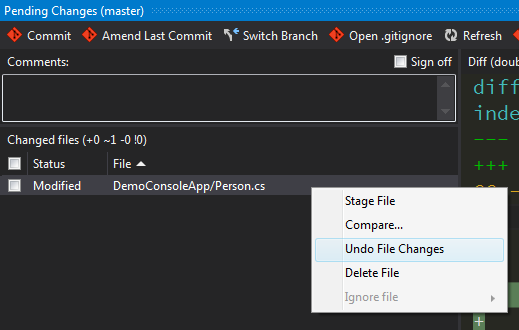 Pending Changes (master)
Commit Amend Last Commit Switch Branch Open .gitignore Refresh
Comments: Sign off Diff (doub
diff
inde
---
+++
Changed files (+0 ~1 -0 !0)
Status File
Modified DemoConsoleApp/Person.cs
Stage File
Compare...
Undo File Changes
Delete File
Ignore file
+